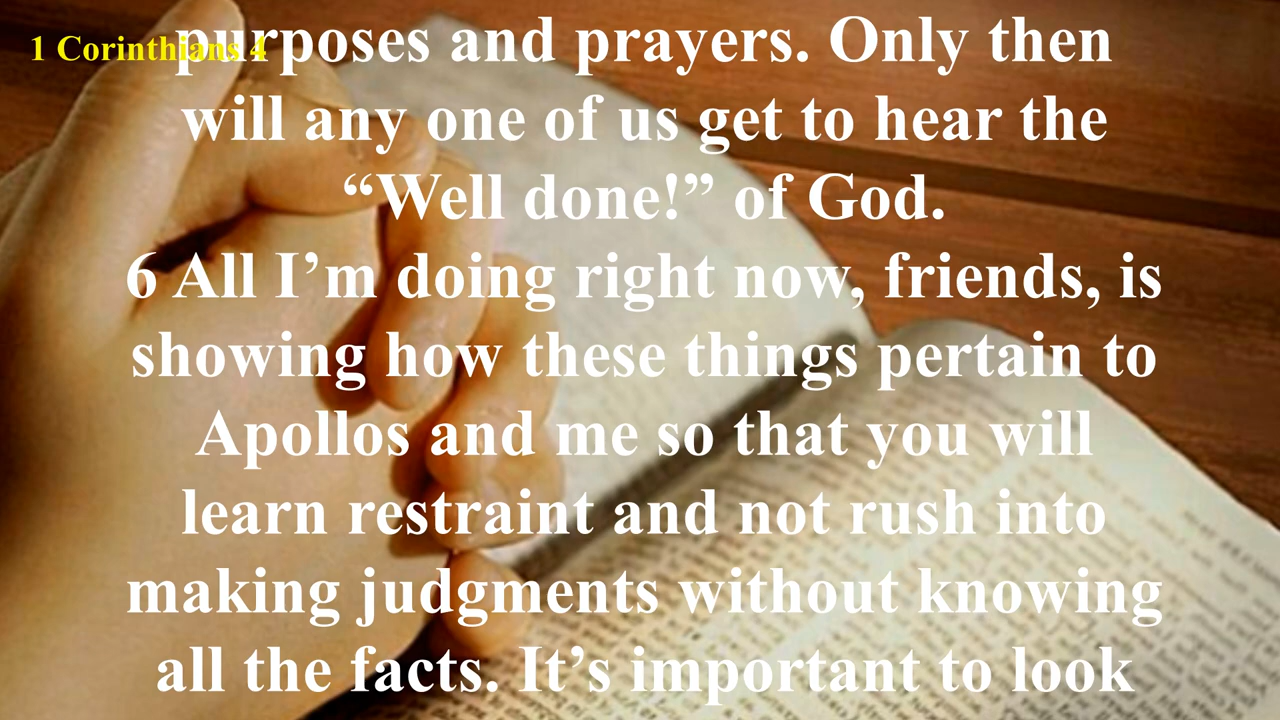 1 Corinthians 4
purposes and prayers. Only then
will any one of us get to hear the
“Well done!” of God.
6 All I’m doing right now, friends, is
showing how these things pertain to
Apollos and me so that you will
learn restraint and not rush into
making judgments without knowing
all the facts. It’s important to look